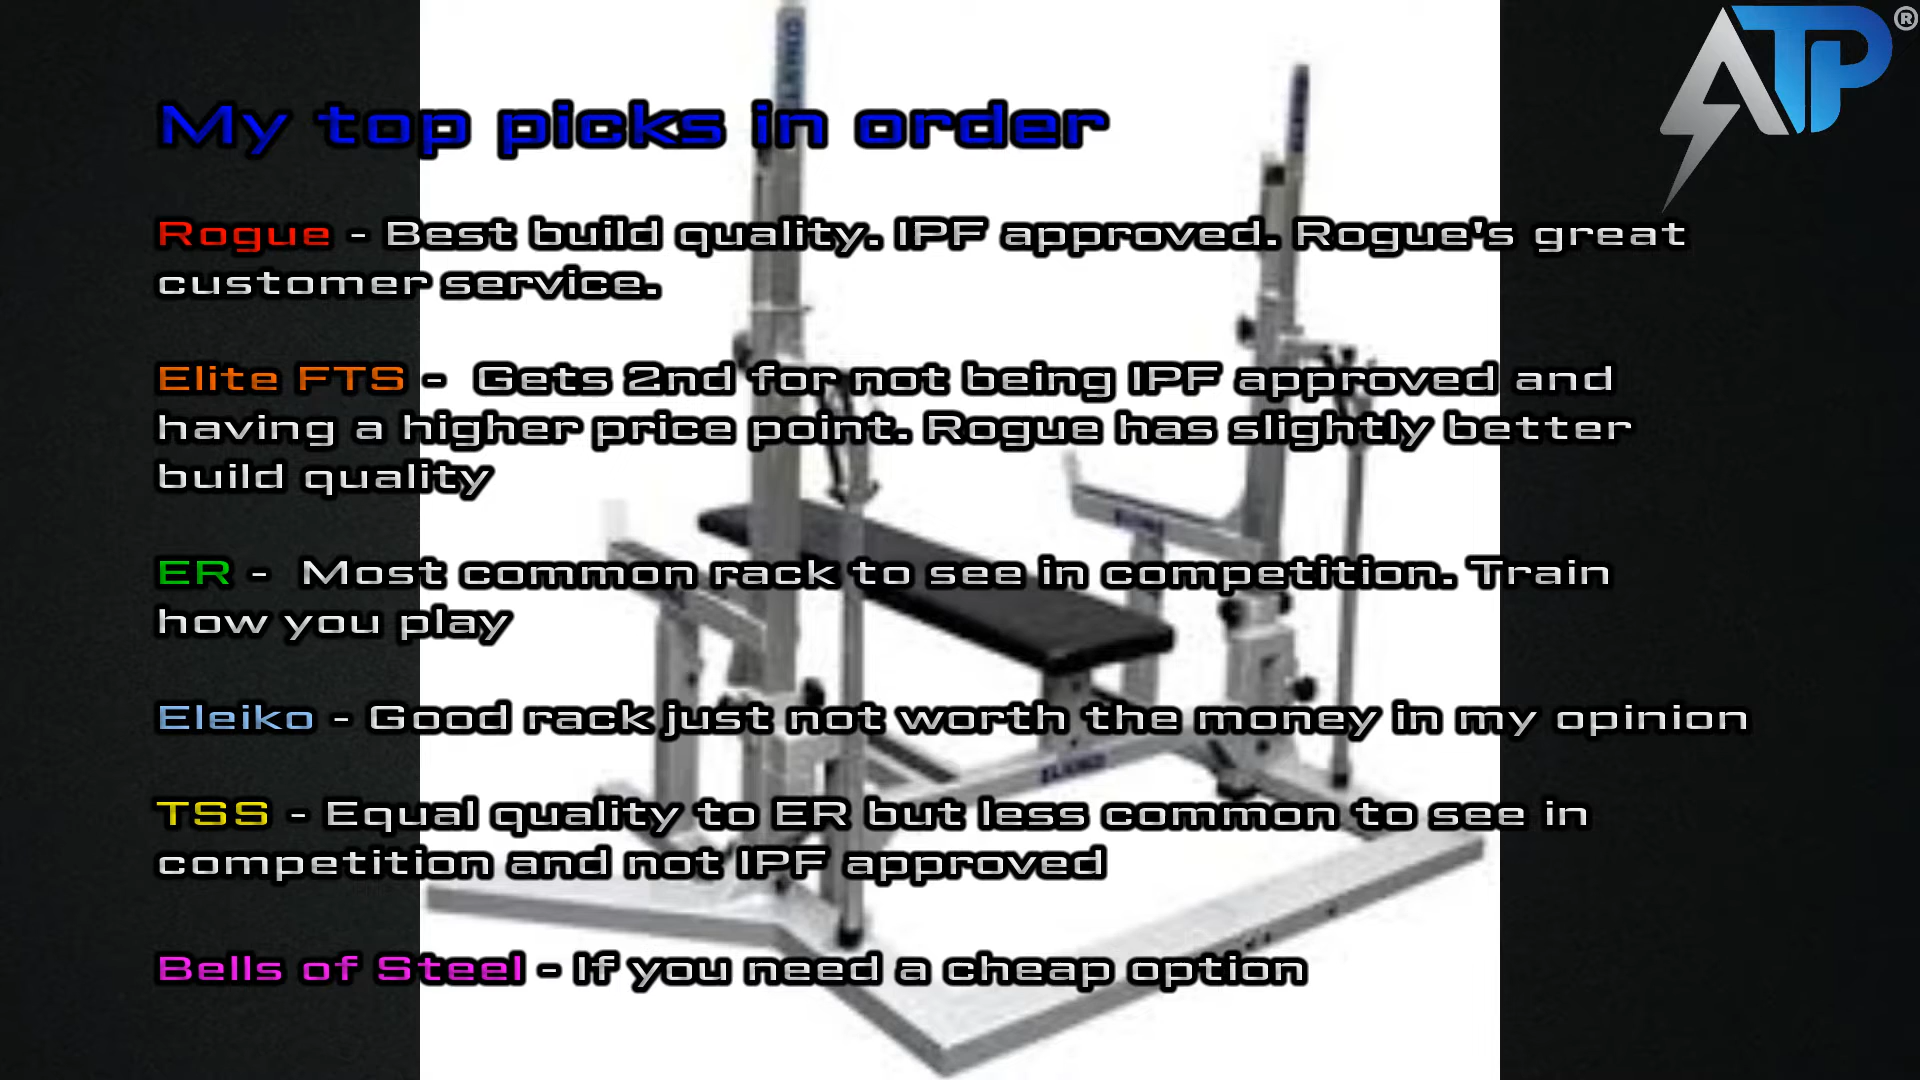 ATP®
My top picks in order
Rogue - Best build quality. IPF approved. Rogue's great
customer service.
Elite FTS - Gets 2nd for not being IPF approved and
having a higher price point. Rogue has slightly better
build quality
ER - Most common rack to see in competition. Train
how you play
Eleiko - Good rack just not worth the money in my opinion
TSS - Equal quality to ER but less common to see in
competition and not IPF approved
Bells of Steel - If you need a cheap option